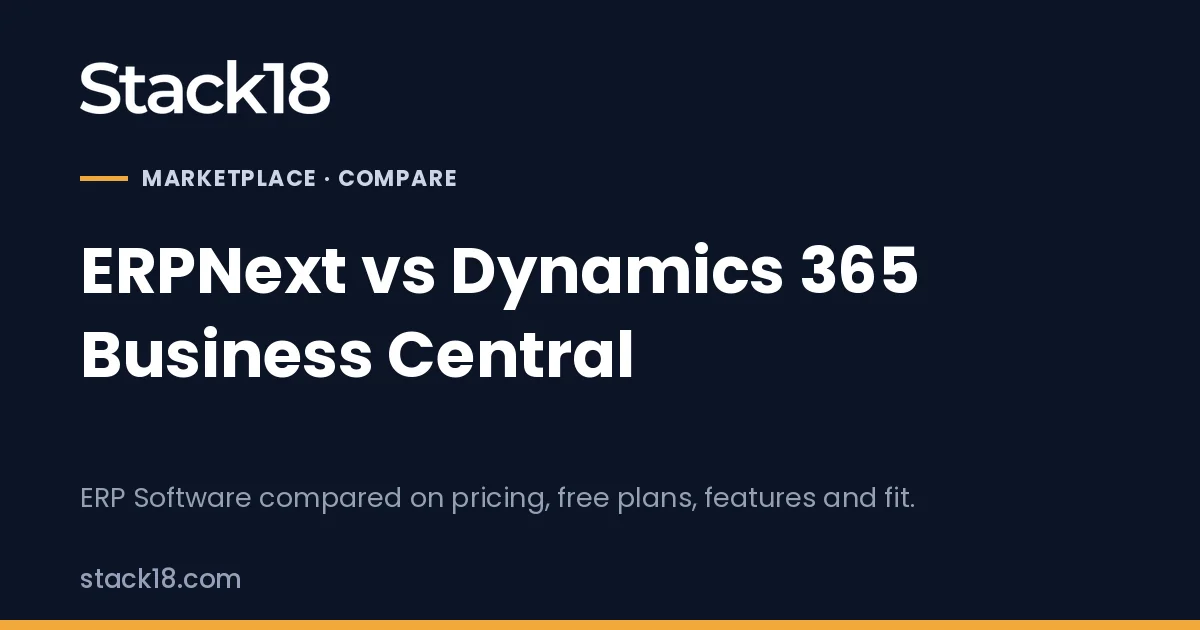 Stack18
MARKETPLACE · COMPARE
ERPNext vs Dynamics 365
Business Central
ERP Software compared on pricing, free plans, features and fit.
stack18.com